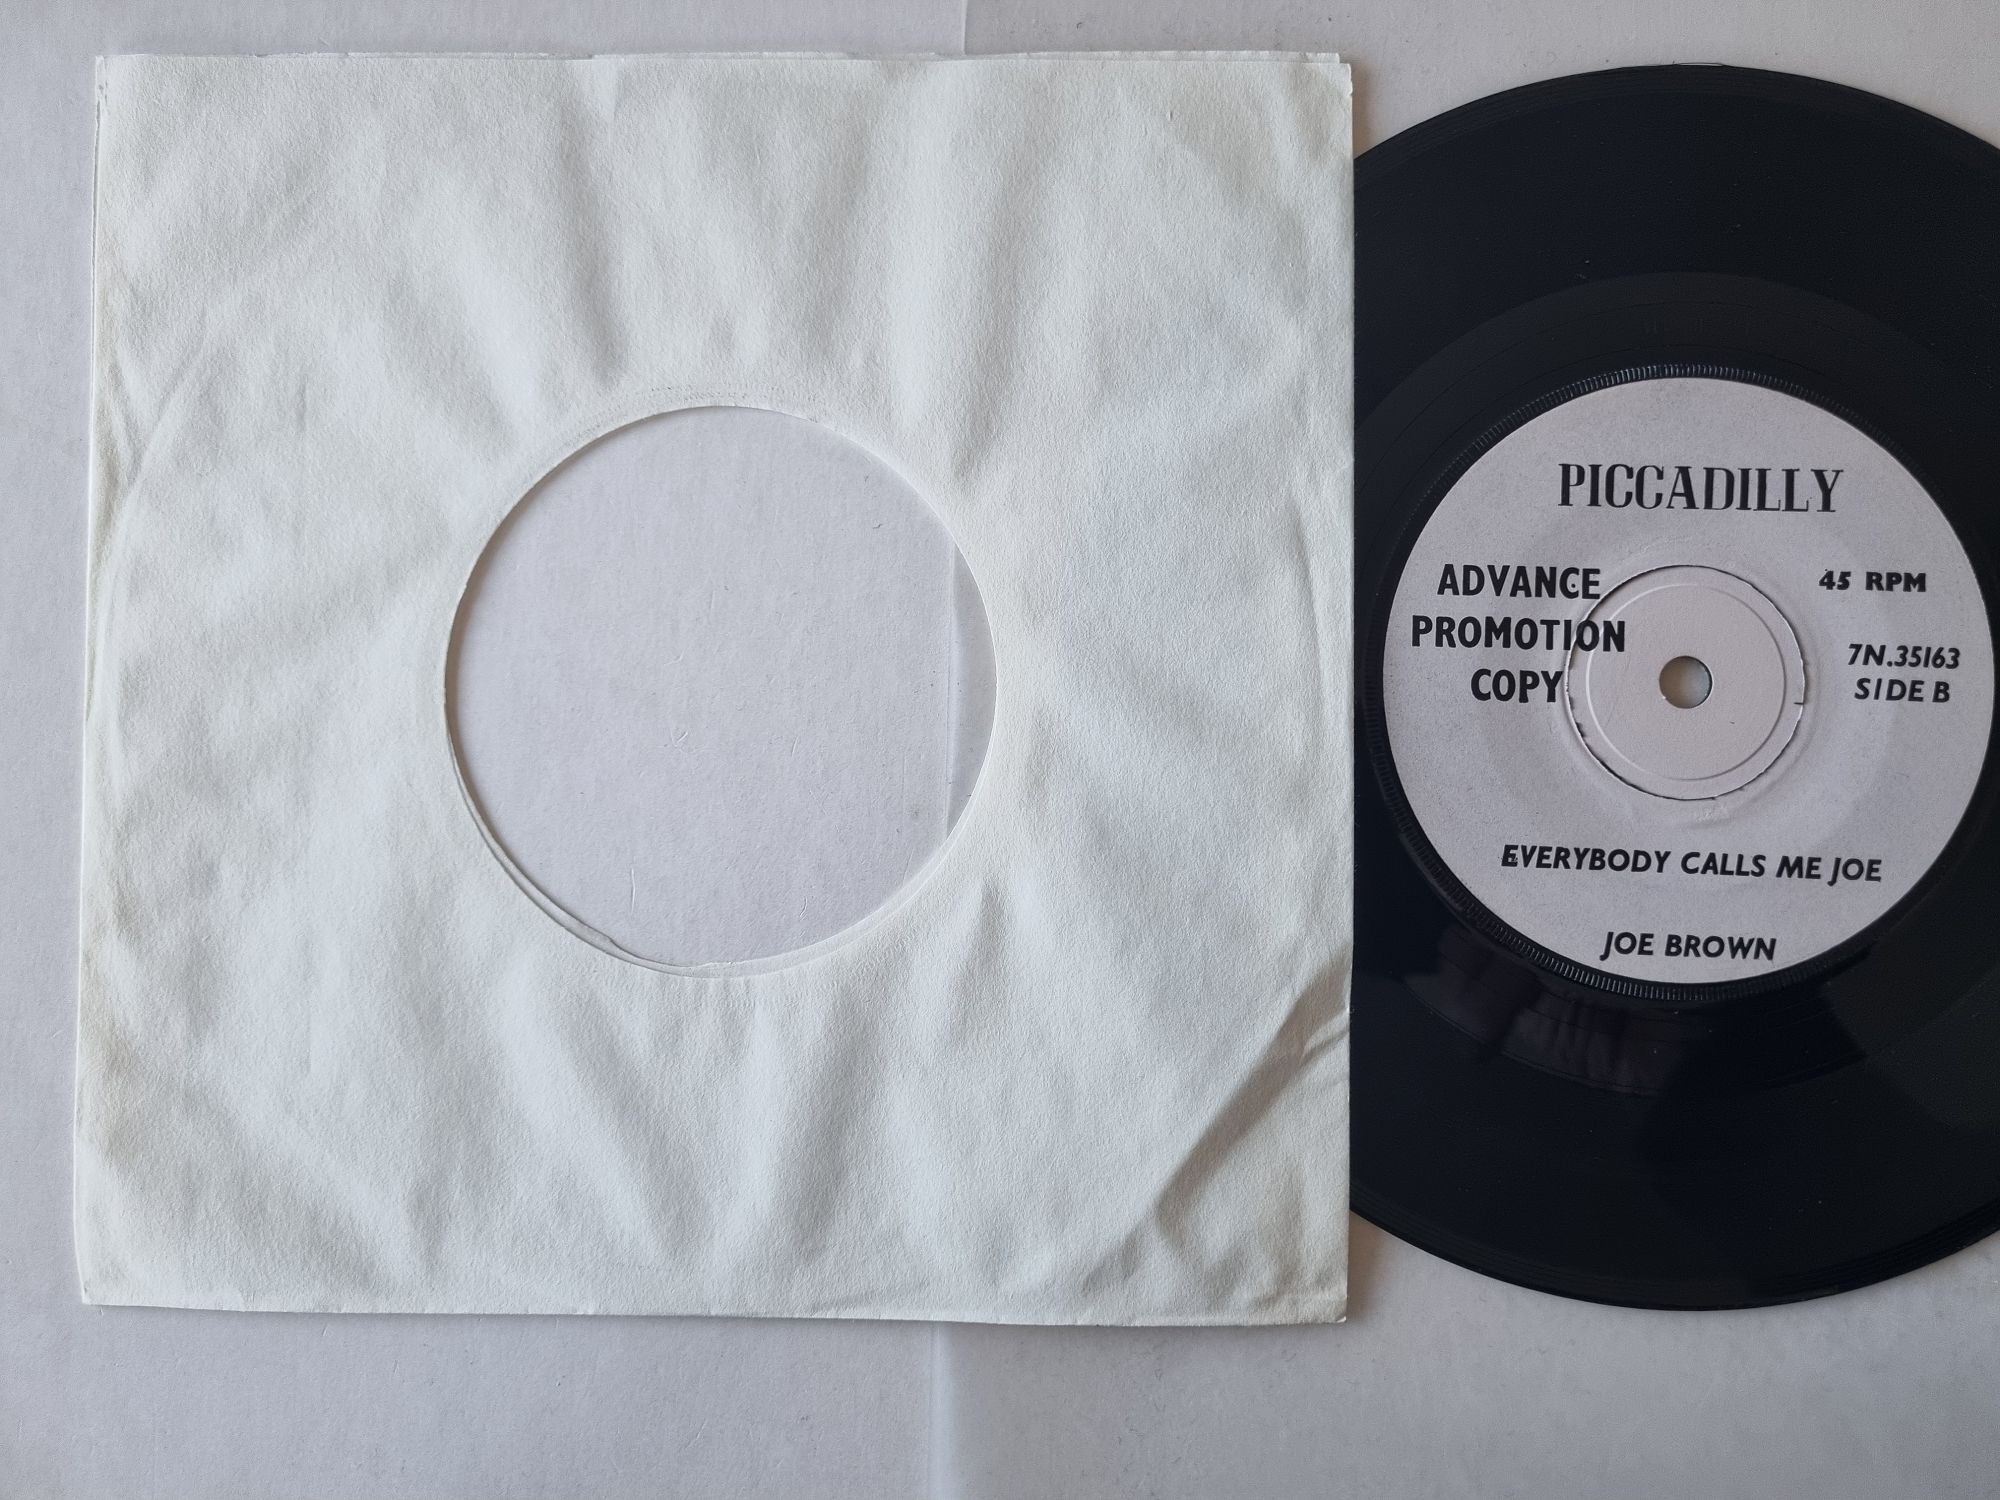 PICCADILLY
ADVANCE
PROMOTION
COPY
45 RPM
7N.35163
SIDE B
EVERYBODY CALLS ME JOE
JOE BROWN